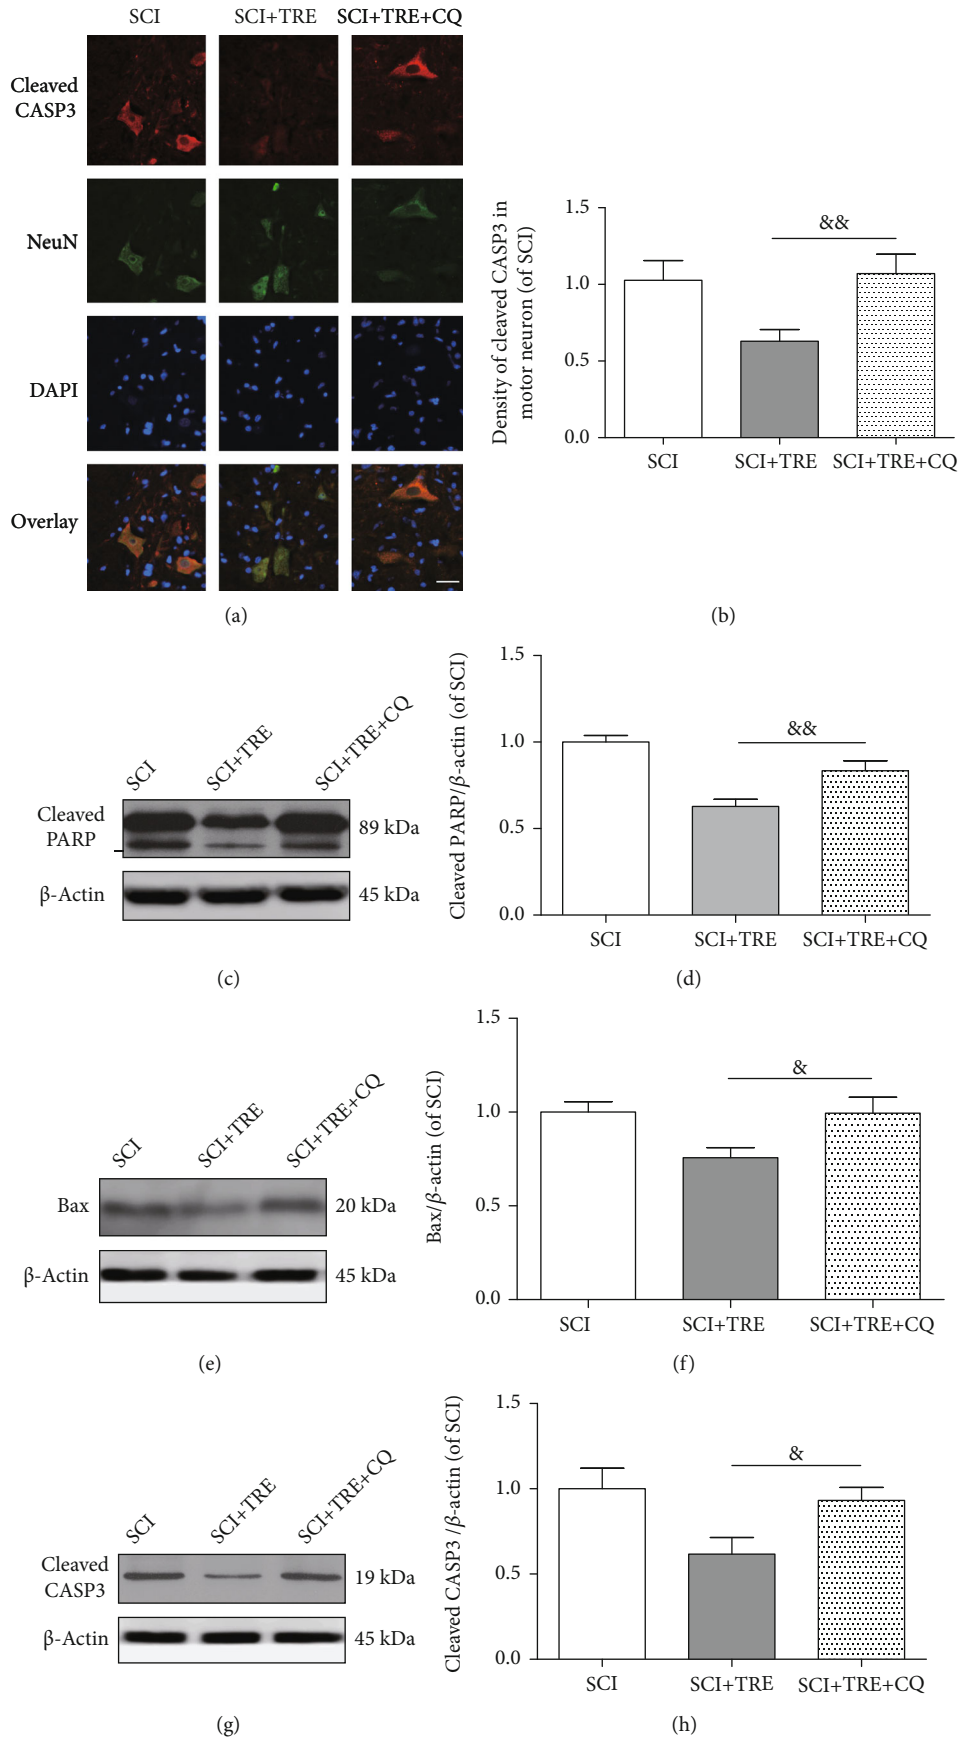 SCI SCI+TRE SCI+TRE+CQ
Cleaved
CASP3
NeuN
DAPI
Overlay
(a)
Density of cleaved CASP3 in
motor neuron (of SCI)
1.5
1.0
0.5
0.0
&&
SCI SCI+TRE SCI+TRE+CQ
(b)
SCI SCI+TRE SCI+TRE+CQ
Cleaved
PARP
89 kDa
β-Actin 45 kDa
(c)
Cleaved PARP/β-actin (of SCI)
1.5
1.0
0.5
0.0
&&
SCI SCI+TRE SCI+TRE+CQ
(d)
SCI SCI+TRE SCI+TRE+CQ
Bax 20 kDa
β-Actin 45 kDa
(e)
Bax/β-actin (of SCI)
1.5
1.0
0.5
0.0
&
SCI SCI+TRE SCI+TRE+CQ
(f)
SCI SCI+TRE SCI+TRE+CQ
Cleaved
CASP3
19 kDa
β-Actin 45 kDa
(g)
Cleaved CASP3 /β-actin (of SCI)
1.5
1.0
0.5
0.0
&
SCI SCI+TRE SCI+TRE+CQ
(h)